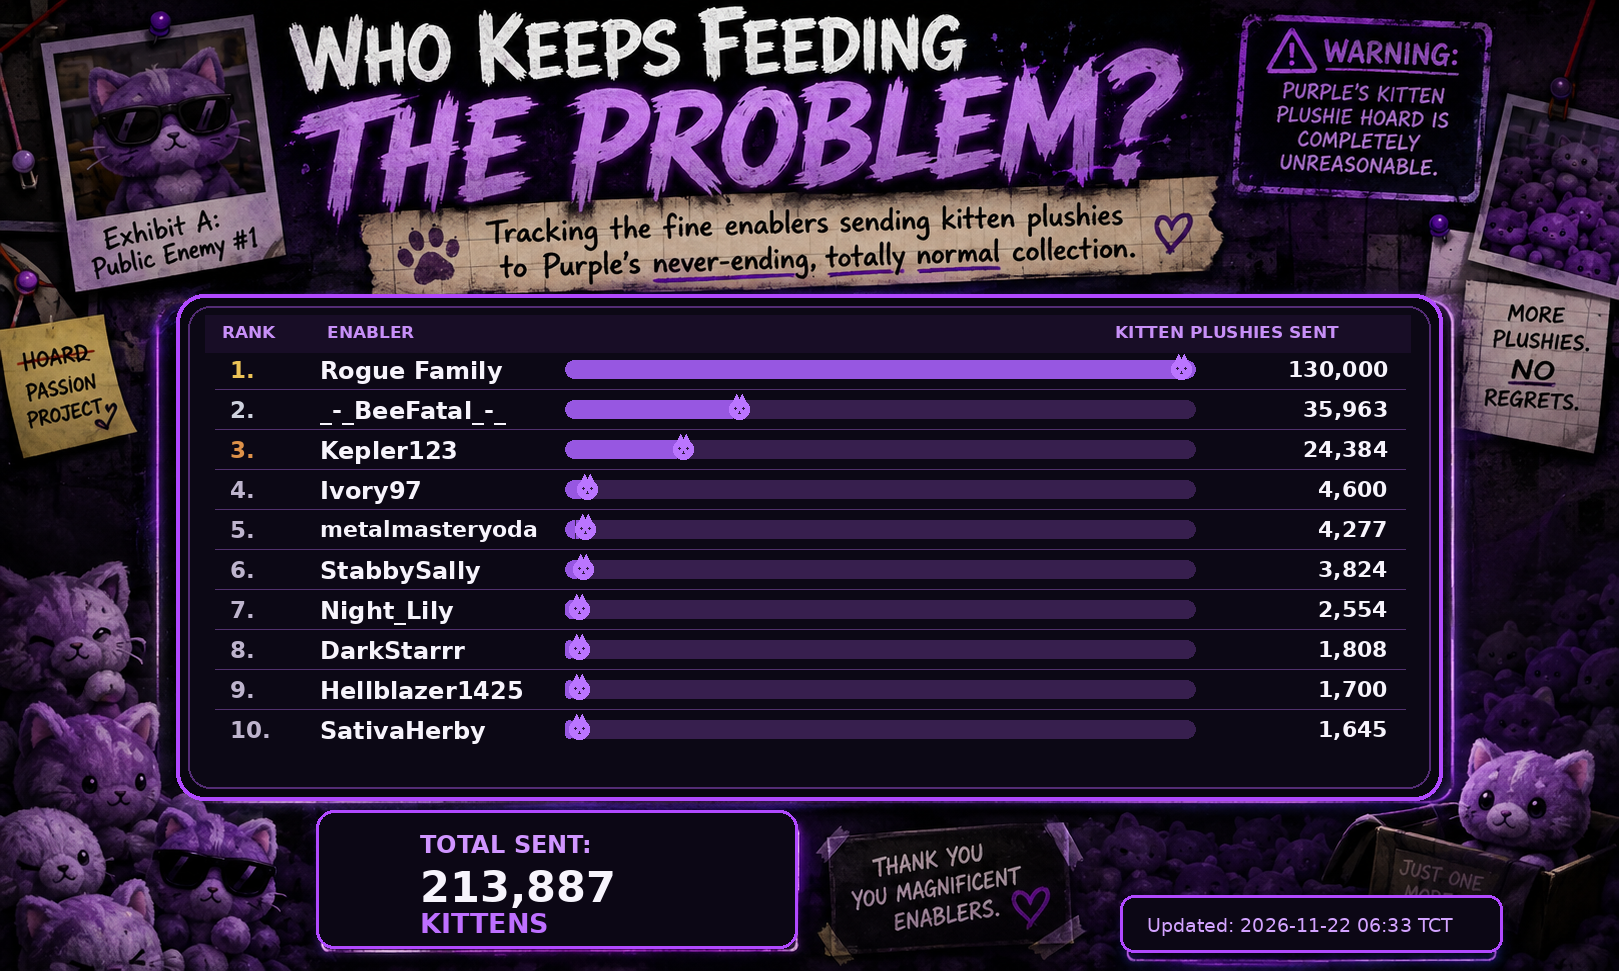 WHO KEEPS FEEDING
THE PROBLEM?
Tracking the fine enablers sending kitten plushies
to Purple's never-ending, totally normal collection.
Exhibit A:
Public Enemy #1
WARNING:
PURPLE'S KITTEN
PLUSHIE HOARD IS
COMPLETELY
UNREASONABLE.
HOARD
PASSION
PROJECT
MORE
PLUSHIES.
NO
REGRETS.
RANK ENABLER KITTEN PLUSHIES SENT
1. Rogue Family 130,000
2. _-_BeeFatal_-_ 35,963
3. Kepler123 24,384
4. Ivory97 4,600
5. metalmasteryoda 4,277
6. StabbySally 3,824
7. Night_Lily 2,554
8. DarkStarrr 1,808
9. Hellblazer1425 1,700
10. SativaHerby 1,645
TOTAL SENT:
213,887
KITTENS
THANK YOU
YOU MAGNIFICENT
ENABLERS.
JUST ONE
Updated: 2026-11-22 06:33 TCT